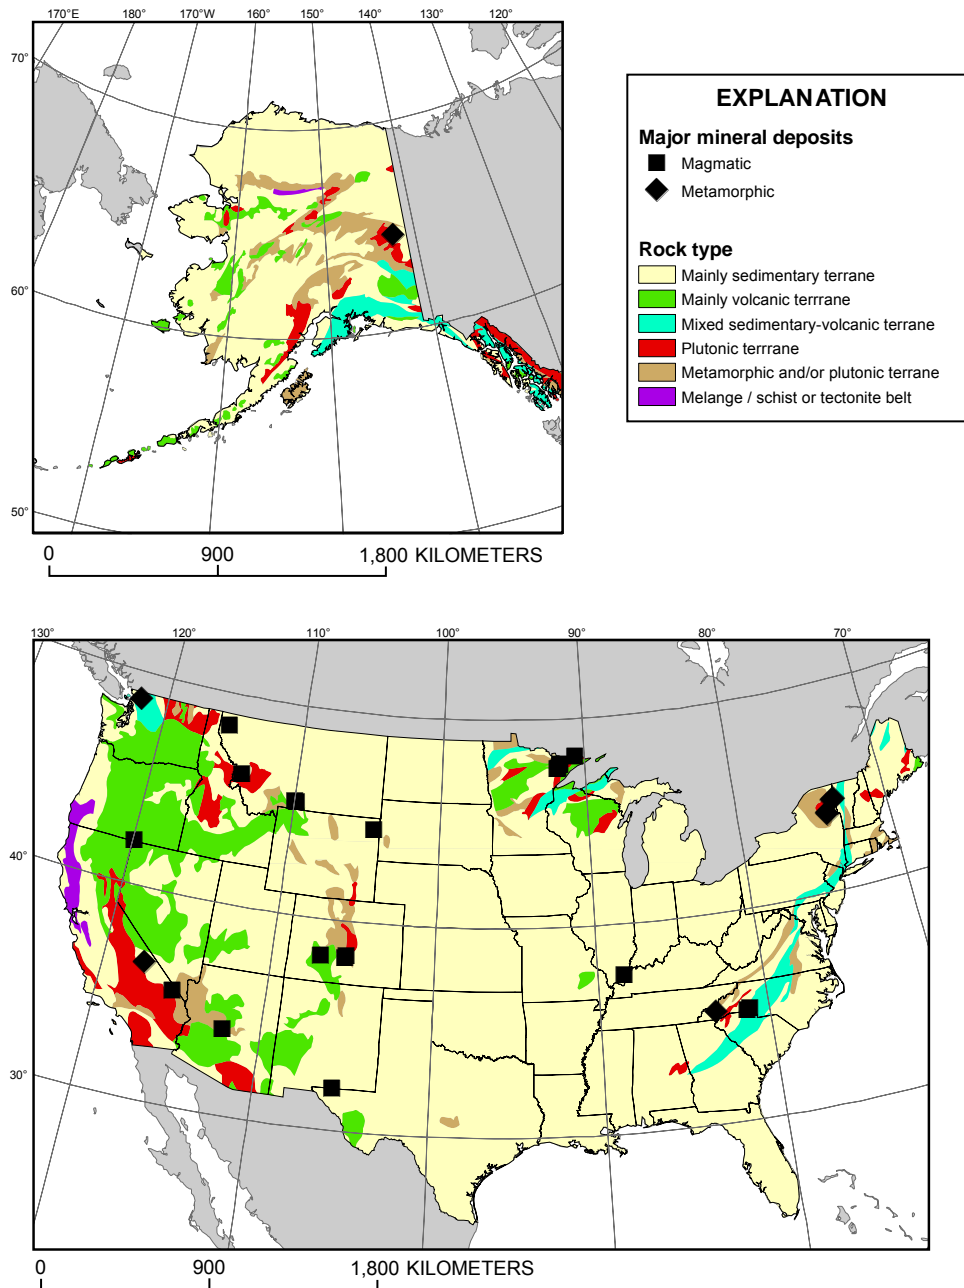 170°E 180° 170°W 160° 150° 140° 130° 120°
70°
60°
50°
0 900 1,800 KILOMETERS
EXPLANATION
Major mineral deposits
Magmatic
Metamorphic
Rock type
Mainly sedimentary terrane
Mainly volcanic terrrane
Mixed sedimentary-volcanic terrane
Plutonic terrrane
Metamorphic and/or plutonic terrane
Melange / schist or tectonite belt
130° 120° 110° 100° 90° 80° 70°
40°
30°
0 900 1,800 KILOMETERS